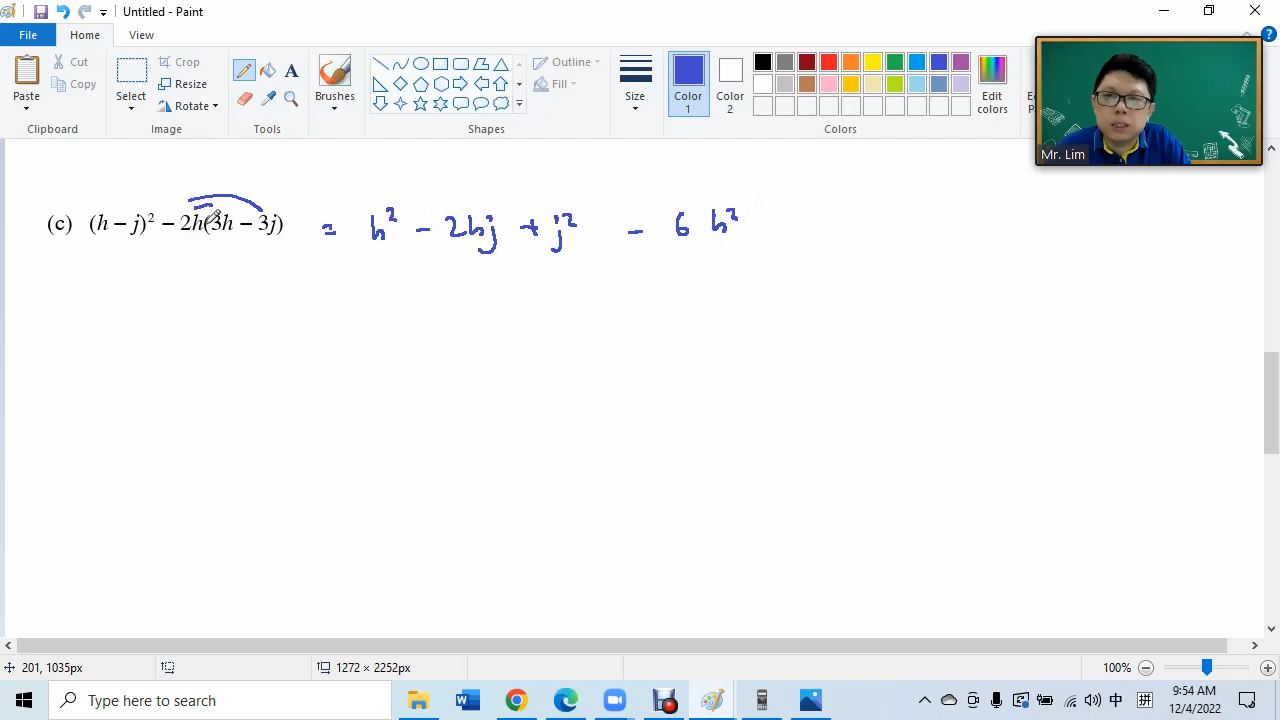 Untitled - Paint
File Home View
Paste Cut Copy Select Crop Resize Rotate Brushes Outline Fill Size Color 1 Color 2 Edit colors
Clipboard Image Tools Shapes Colors
Mr. Lim
(c) (h − j)² − 2h(3h − 3j) = h² − 2hj + j² − 6h²
201, 1035px 1272 × 2252px 100%
Type here to search 中 拼 9:54 AM
12/4/2022